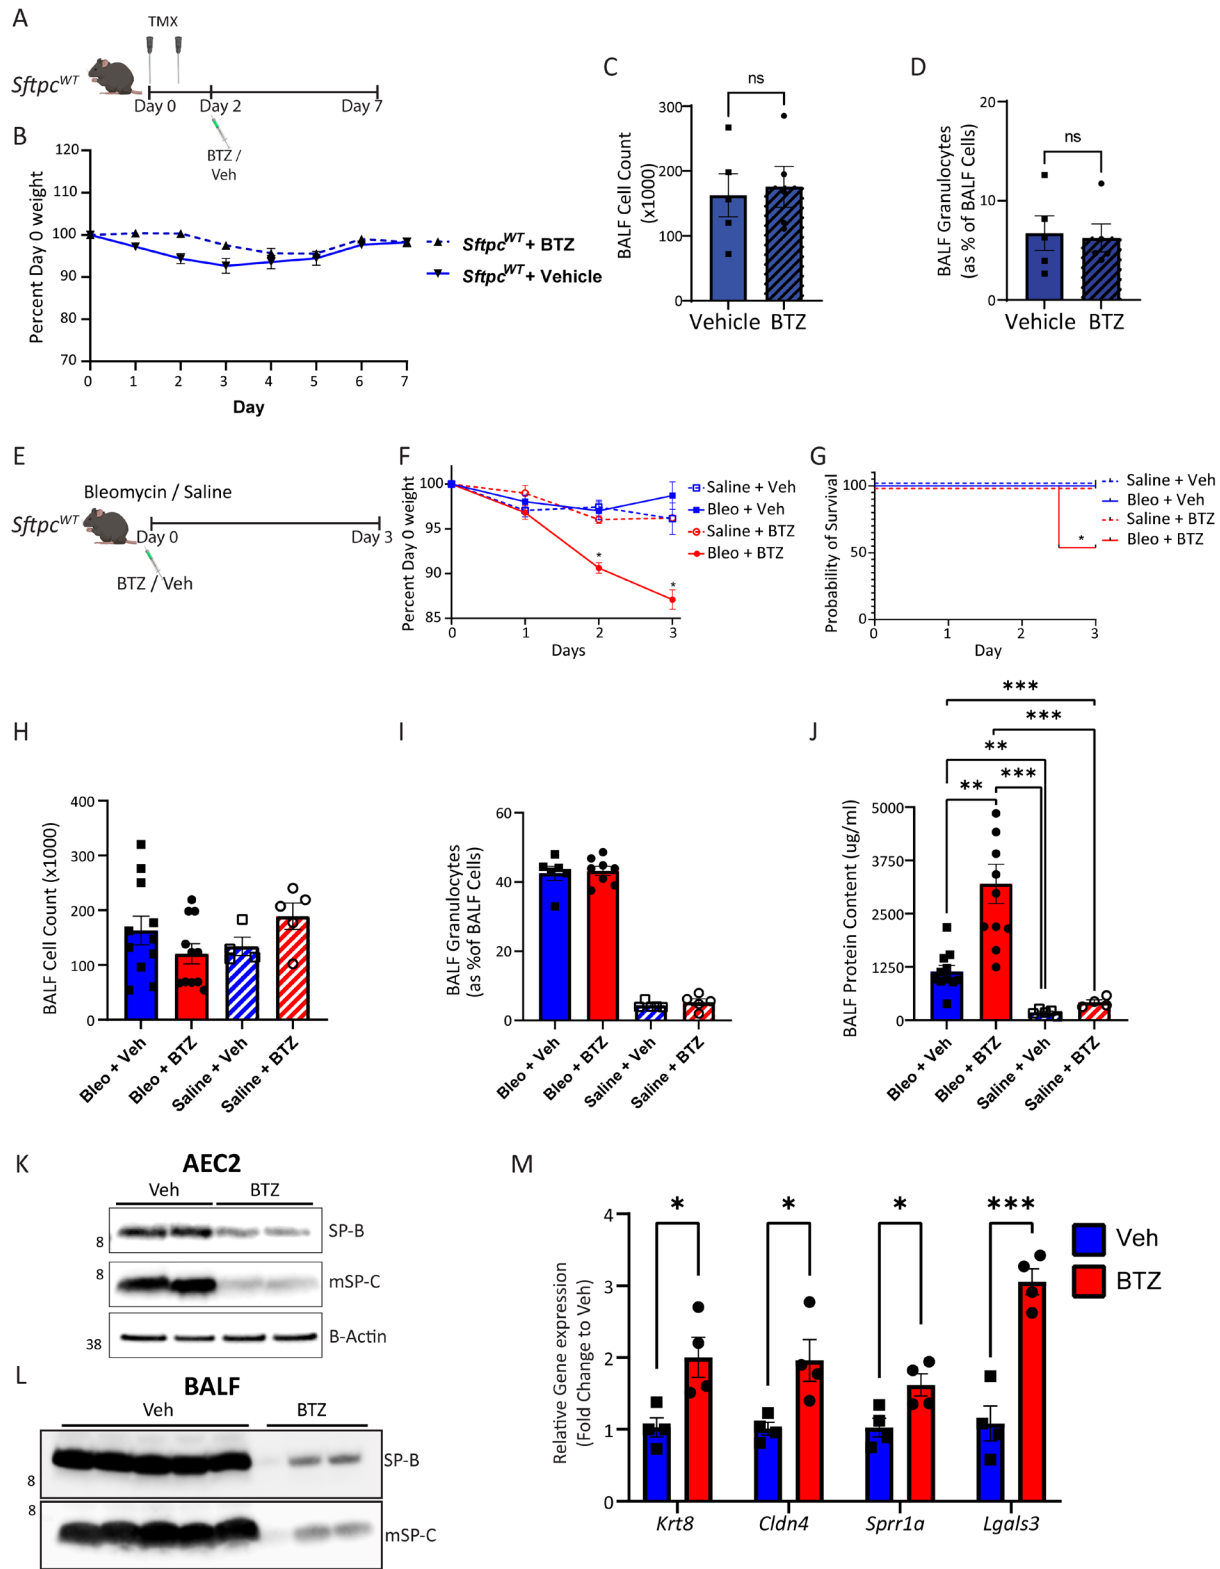 A
TMX
Sftpc^WT
Day 0
Day 2
Day 7
BTZ /
Veh
B
Percent Day 0 weight
120
110
100
90
80
70
0
1
2
3
4
5
6
7
Day
Sftpc^WT + BTZ
Sftpc^WT + Vehicle
C
ns
BALF Cell Count
(x1000)
300
200
100
0
Vehicle
BTZ
D
ns
BALF Granulocytes
(as % of BALF Cells)
20
10
0
Vehicle
BTZ
E
Bleomycin / Saline
Sftpc^WT
Day 0
Day 3
BTZ / Veh
F
Percent Day 0 weight
100
95
90
85
0
1
2
3
Days
*
*
Saline + Veh
Bleo + Veh
Saline + BTZ
Bleo + BTZ
G
Probability of Survival
100
50
0
0
1
2
3
Day
*
Saline + Veh
Bleo + Veh
Saline + BTZ
Bleo + BTZ
H
BALF Cell Count (x1000)
400
300
200
100
0
Bleo + Veh
Bleo + BTZ
Saline + Veh
Saline + BTZ
I
BALF Granulocytes
(as %of BALF Cells)
60
40
20
0
Bleo + Veh
Bleo + BTZ
Saline + Veh
Saline + BTZ
J
***
***
**
**
***
BALF Protein Content (ug/ml)
5000
3750
2500
1250
0
Bleo + Veh
Bleo + BTZ
Saline + Veh
Saline + BTZ
K
AEC2
Veh
BTZ
8
SP-B
8
mSP-C
38
B-Actin
L
BALF
Veh
BTZ
8
SP-B
8
mSP-C
M
Relative Gene expression
(Fold Change to Veh)
4
3
2
1
0
*
*
*
***
Krt8
Cldn4
Sprr1a
Lgals3
Veh
BTZ